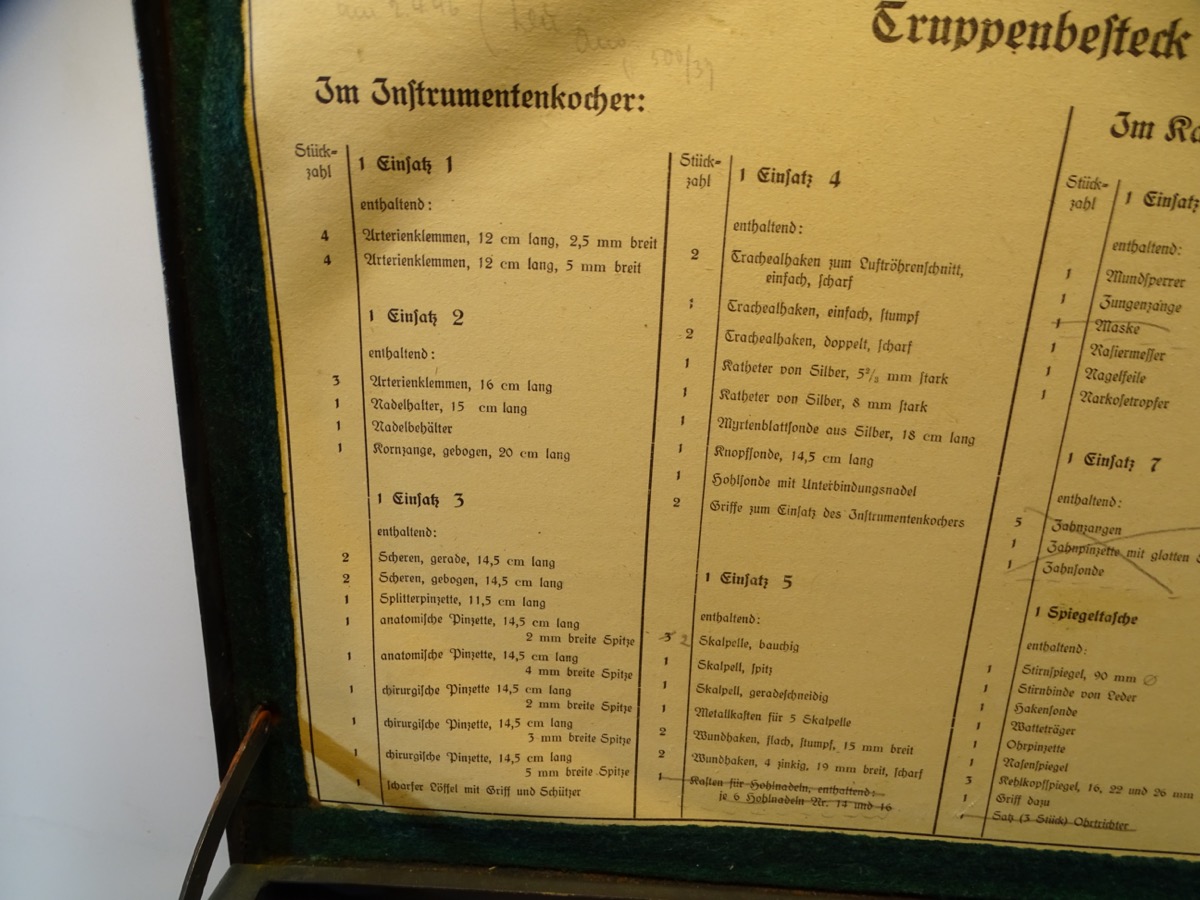 Truppenbesteck
500/39
Im Instrumentenkocher:
Stück-
zahl
1 Einsatz 1
enthaltend:
4 Arterienklemmen, 12 cm lang, 2,5 mm breit
4 Arterienklemmen, 12 cm lang, 5 mm breit
1 Einsatz 2
enthaltend:
3 Arterienklemmen, 16 cm lang
1 Nadelhalter, 15 cm lang
1 Nadelbehälter
1 Kornzange, gebogen, 20 cm lang
1 Einsatz 3
enthaltend:
2 Scheren, gerade, 14,5 cm lang
2 Scheren, gebogen, 14,5 cm lang
1 Splitterpinzette, 11,5 cm lang
1 anatomische Pinzette, 14,5 cm lang
2 mm breite Spitze
1 anatomische Pinzette, 14,5 cm lang
4 mm breite Spitze
1 chirurgische Pinzette 14,5 cm lang
2 mm breite Spitze
1 chirurgische Pinzette, 14,5 cm lang
3 mm breite Spitze
1 chirurgische Pinzette, 14,5 cm lang
5 mm breite Spitze
1 scharfer Löffel mit Griff und Schützer
Stück-
zahl
1 Einsatz 4
enthaltend:
2 Trachealhaken zum Luftröhrenschnitt,
einfach, scharf
Trachealhaken, einfach, stumpf
2 Trachealhaken, doppelt, scharf
1 Katheter von Silber, mm stark
1 Katheter von Silber, 8 mm stark
1 Myrtenblattsonde aus Silber, 18 cm lang
1 Knopfsonde, 14,5 cm lang
1 Hohlsonde mit Unterbindungsnadel
2 Griffe zum Einsatz des Instrumentenkochers
1 Einsatz 5
enthaltend:
3 2 Skalpelle, bauchig
1 Skalpell, spitz
1 Skalpell, geradeschneidig
1 Metallkasten für 5 Skalpelle
2 Wundhaken, flach, stumpf, 15 mm breit
2 Wundhaken, 4 zinkig, 19 mm breit, scharf
1 Kasten für Hohlnadeln, enthaltend:
je 6 Hohlnadeln Nr. 14 und 16
Im Ka
Stück-
zahl
1 Einsatz
enthaltend:
1 Mundsperrer
1 Zungenzange
1 Maske
1 Rasiermesser
1 Nagelfeile
1 Narkosetropfer
1 Einsatz 7
enthaltend:
5 Zahnzangen
1 Zahnpinzette mit glatten
1 Zahnsonde
1 Spiegeltasche
enthaltend:
1 Stirnspiegel, 90 mm ∅
1 Stirnbinde von Leder
1 Hakensonde
1 Watteträger
1 Ohrpinzette
1 Nasenspiegel
3 Kehlkopfspiegel, 16, 22 und 26 mm
1 Griff dazu
1 Satz (3 Stück) Ohrtrichter